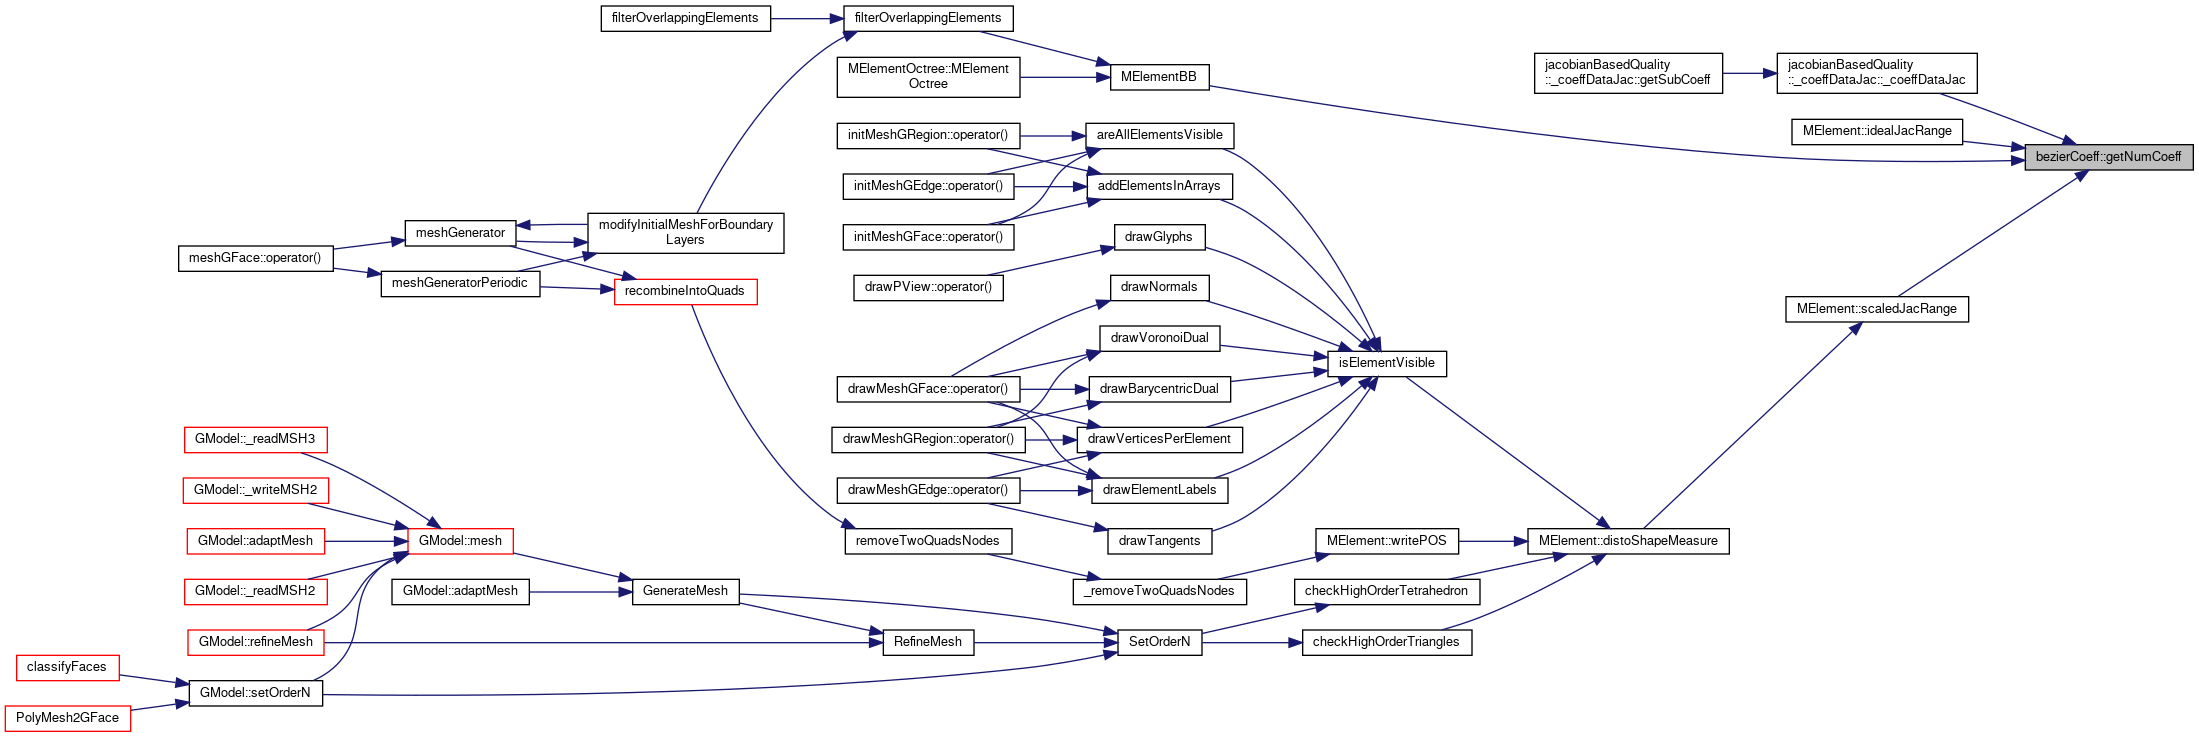 filterOverlappingElements
filterOverlappingElements
MElementOctree::MElement
Octree
MElementBB
jacobianBasedQuality
::_coeffDataJac::getSubCoeff
jacobianBasedQuality
::_coeffDataJac::_coeffDataJac
MElement::idealJacRange
bezierCoeff::getNumCoeff
initMeshGRegion::operator()
areAllElementsVisible
initMeshGEdge::operator()
addElementsInArrays
initMeshGFace::operator()
meshGenerator
modifyInitialMeshForBoundary
Layers
drawGlyphs
meshGFace::operator()
meshGeneratorPeriodic
recombineIntoQuads
drawPView::operator()
drawNormals
MElement::scaledJacRange
drawVoronoiDual
isElementVisible
drawMeshGFace::operator()
drawBarycentricDual
GModel::_readMSH3
drawMeshGRegion::operator()
drawVerticesPerElement
GModel::_writeMSH2
drawMeshGEdge::operator()
drawElementLabels
GModel::adaptMesh
GModel::mesh
removeTwoQuadsNodes
drawTangents
MElement::writePOS
MElement::distoShapeMeasure
GModel::_readMSH2
GModel::adaptMesh
GenerateMesh
_removeTwoQuadsNodes
checkHighOrderTetrahedron
GModel::refineMesh
RefineMesh
SetOrderN
checkHighOrderTriangles
classifyFaces
GModel::setOrderN
PolyMesh2GFace